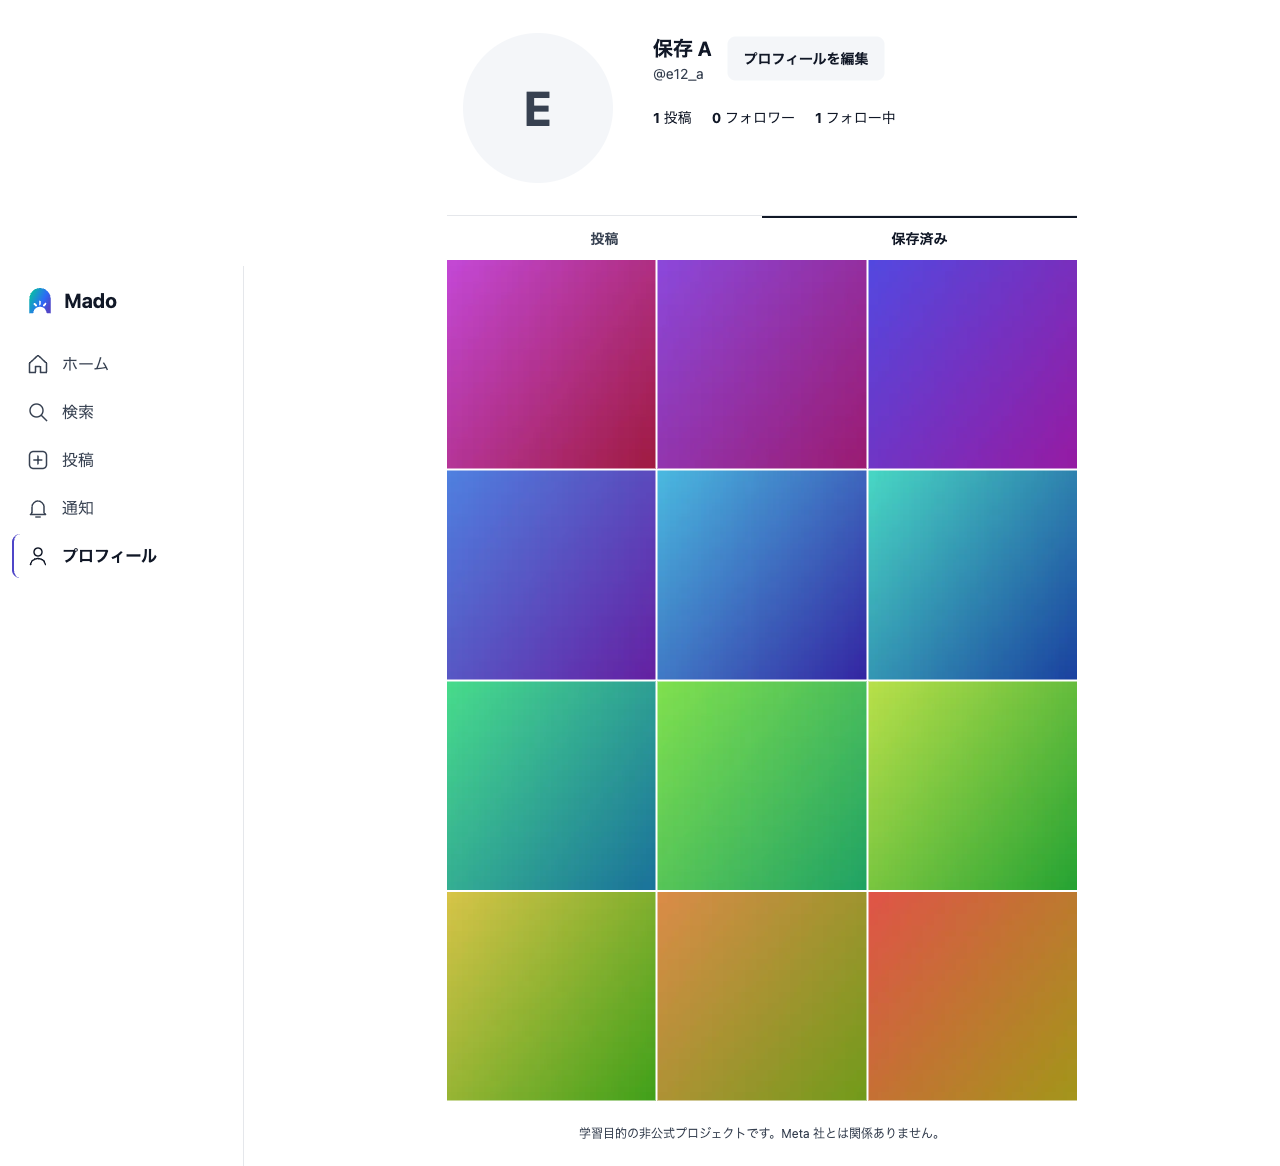 E
保存 A
@e12_a
プロフィールを編集
1 投稿 0 フォロワー 1 フォロー中
投稿 保存済み
Mado
ホーム
検索
投稿
通知
プロフィール
学習目的の非公式プロジェクトです。Meta 社とは関係ありません。